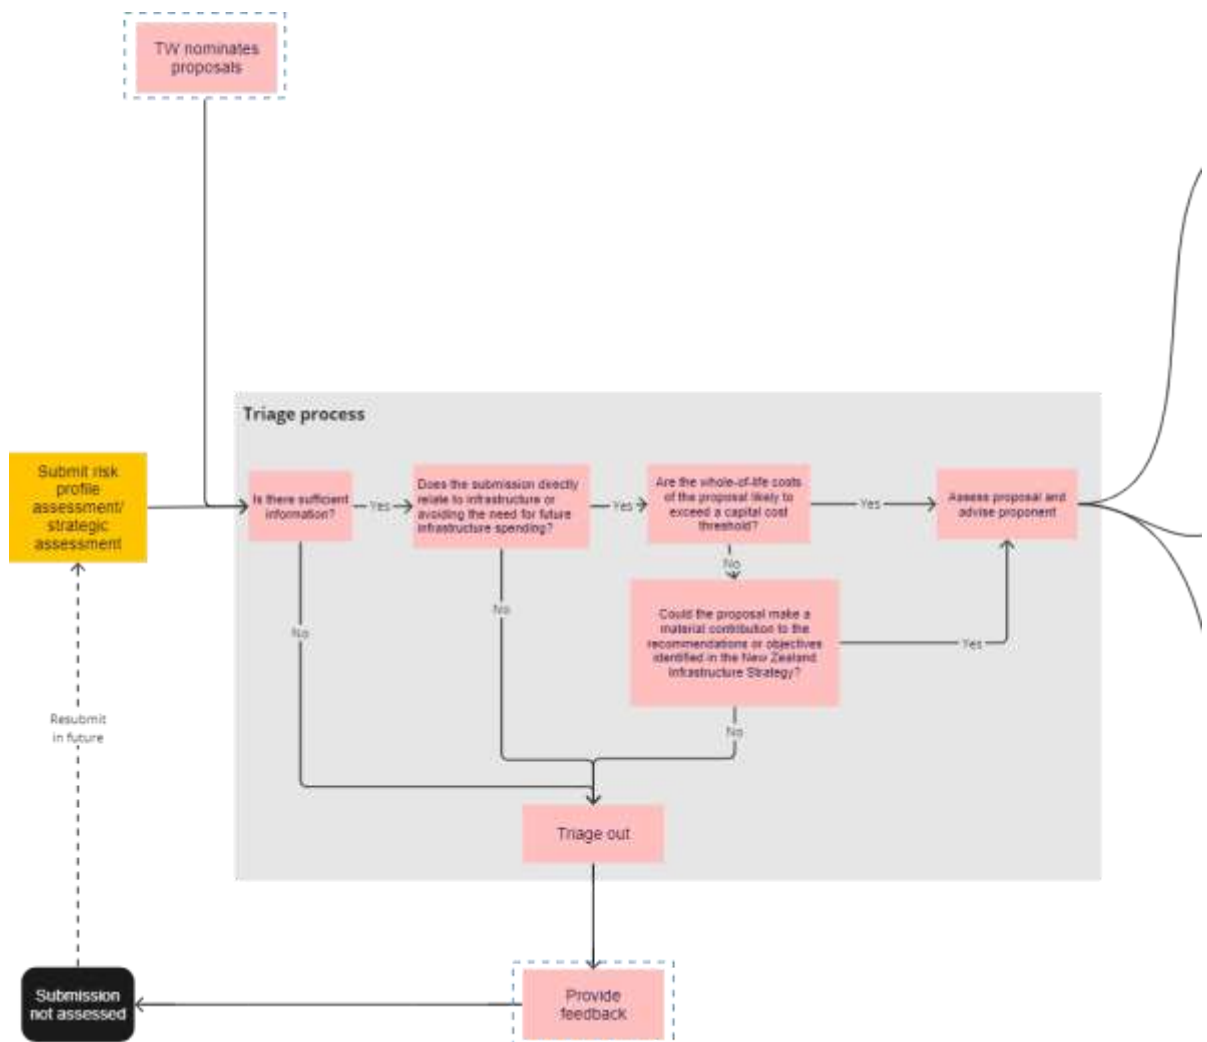 TW nominates
proposals
Triage process
Submit risk
profile
assessment/
strategic
assessment
Is there sufficient
information?
Yes
Does the submission directly
relate to infrastructure or
avoiding the need for future
infrastructure spending?
Yes
Are the whole-of-life costs
of the proposal likely to
exceed a capital cost
threshold?
Yes
Assess proposal and
advise proponent
No
No
No
Could the proposal make a
material contribution to the
recommendations or objectives
identified in the New Zealand
Infrastructure Strategy?
Yes
No
Resubmit
in future
Triage out
Submission
not assessed
Provide
feedback